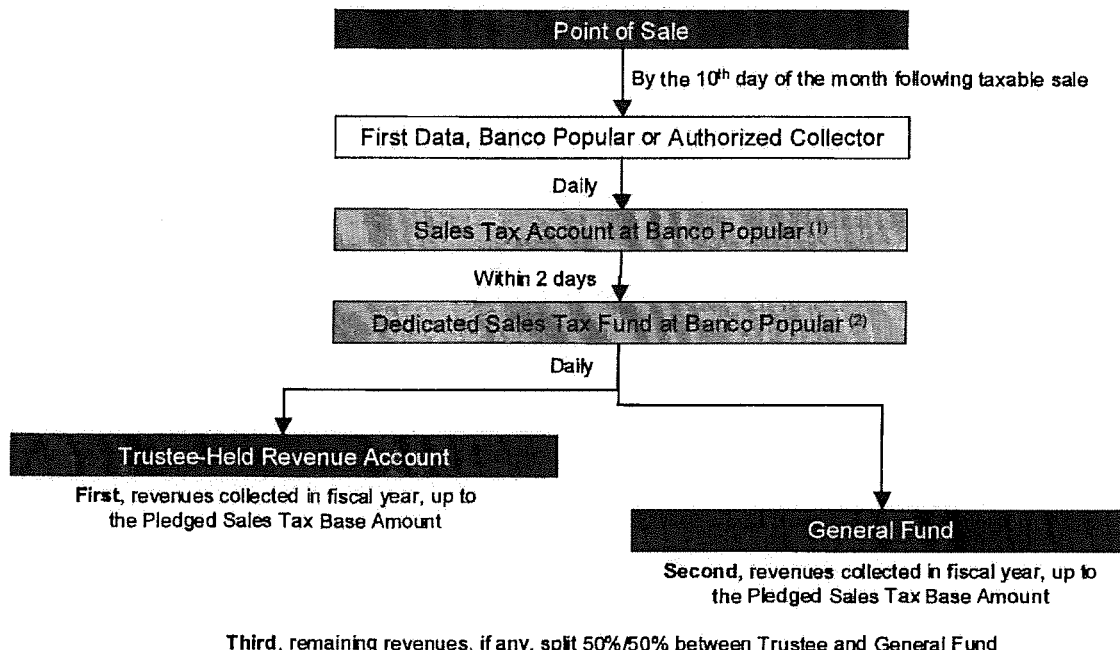 Point of Sale
By the 10th day of the month following taxable sale
First Data, Banco Popular or Authorized Collector
Daily
Sales Tax Account at Banco Popular (1)
Within 2 days
Dedicated Sales Tax Fund at Banco Popular (2)
Daily
Trustee-Held Revenue Account
First, revenues collected in fiscal year, up to
the Pledged Sales Tax Base Amount
General Fund
Second, revenues collected in fiscal year, up to
the Pledged Sales Tax Base Amount
Third, remaining revenues, if any, split 50%/50% between Trustee and General Fund